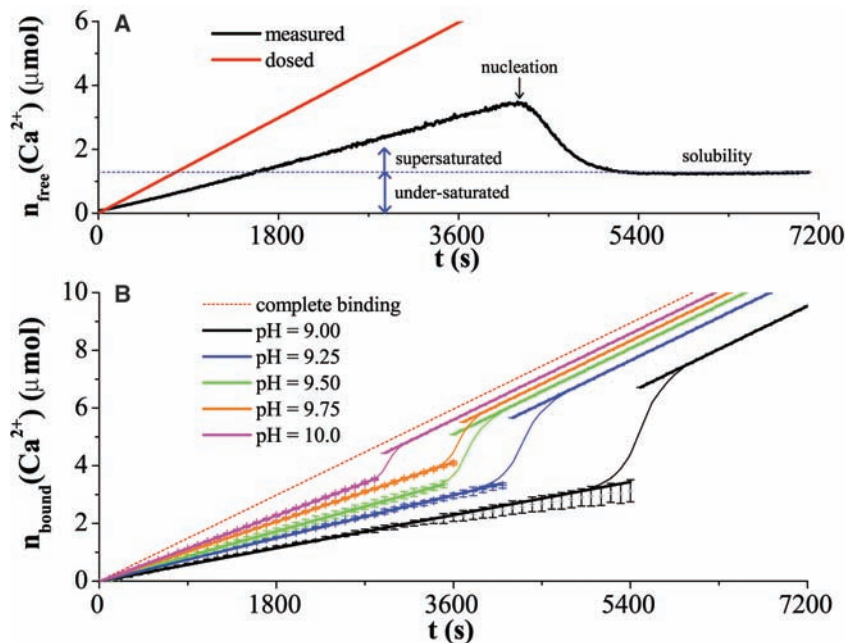 A
measured
dosed
nucleation
supersaturated
under-saturated
solubility
n_free(Ca²⁺) (μmol)
6
4
2
0
0 1800 3600 5400 7200
t (s)
B
complete binding
pH = 9.00
pH = 9.25
pH = 9.50
pH = 9.75
pH = 10.0
n_bound(Ca²⁺) (μmol)
10
8
6
4
2
0
0 1800 3600 5400 7200
t (s)